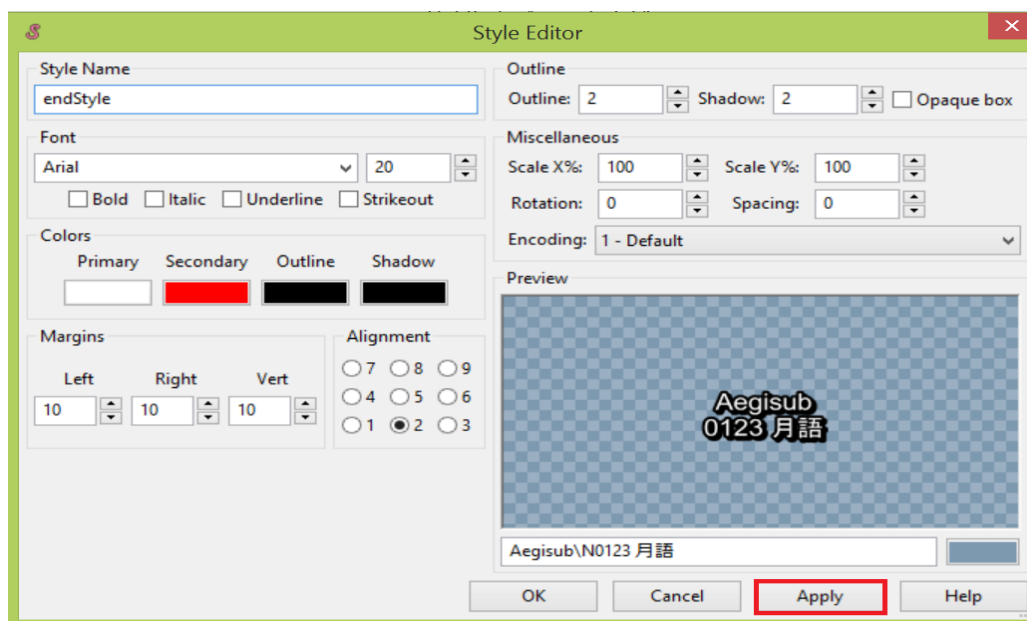 Style Editor
Style Name
endStyle
Font
Arial
20
Bold Italic Underline Strikeout
Colors
Primary Secondary Outline Shadow
Margins
Left Right Vert
10 10 10
Alignment
7 8 9
4 5 6
1 2 3
Outline
Outline: 2 Shadow: 2 Opaque box
Miscellaneous
Scale X%: 100 Scale Y%: 100
Rotation: 0 Spacing: 0
Encoding: 1 - Default
Preview
Aegisub
0123 月語
Aegisub\N0123 月語
OK Cancel Apply Help